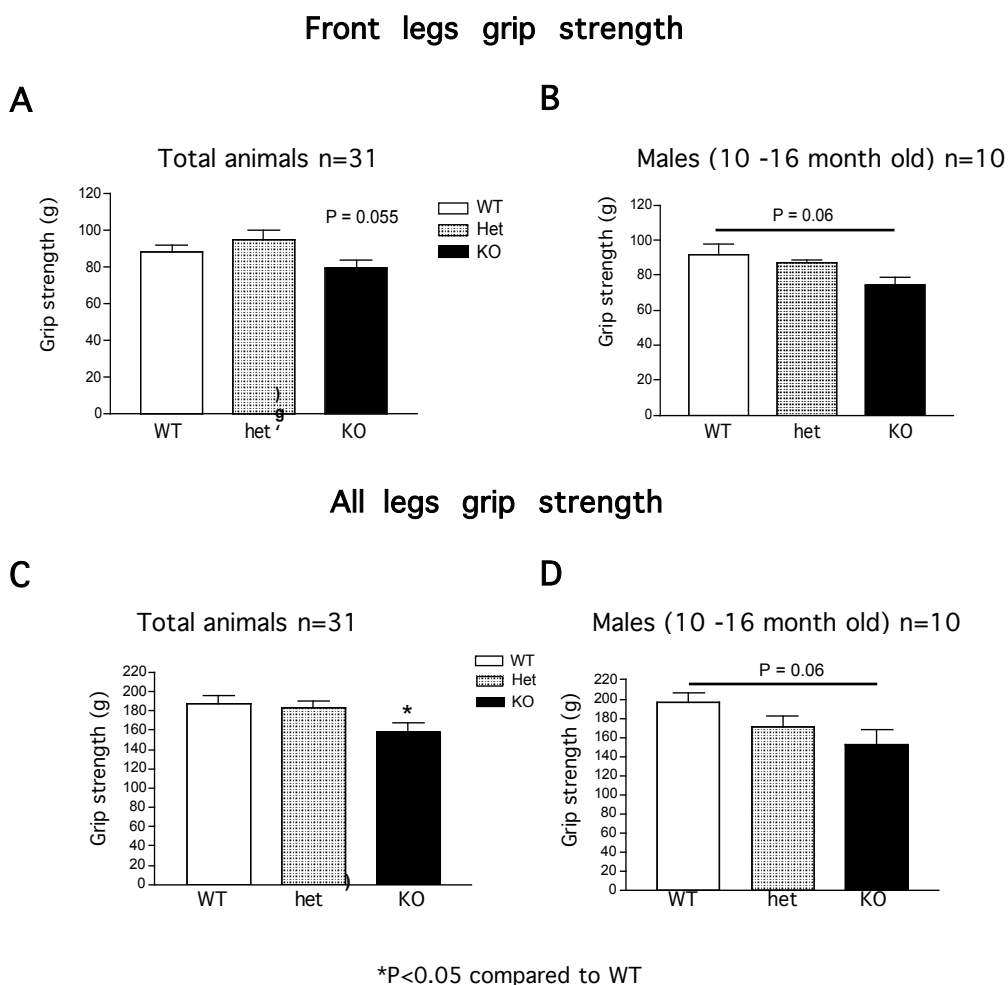 Front legs grip strength
A
Total animals n=31
Grip strength (g)
120
100
80
60
40
20
0
P = 0.055
WT
Het
KO
)
g
WT het ‘ KO
B
Males (10 -16 month old) n=10
Grip strength (g)
120
100
80
60
40
20
0
P = 0.06
WT het KO
All legs grip strength
C
Total animals n=31
Grip strength (g)
220
200
180
160
140
120
100
80
60
40
20
0
*
WT
Het
KO
)
WT het KO
D
Males (10 -16 month old) n=10
Grip strength (g)
220
200
180
160
140
120
100
80
60
40
20
0
P = 0.06
WT het KO
*P<0.05 compared to WT